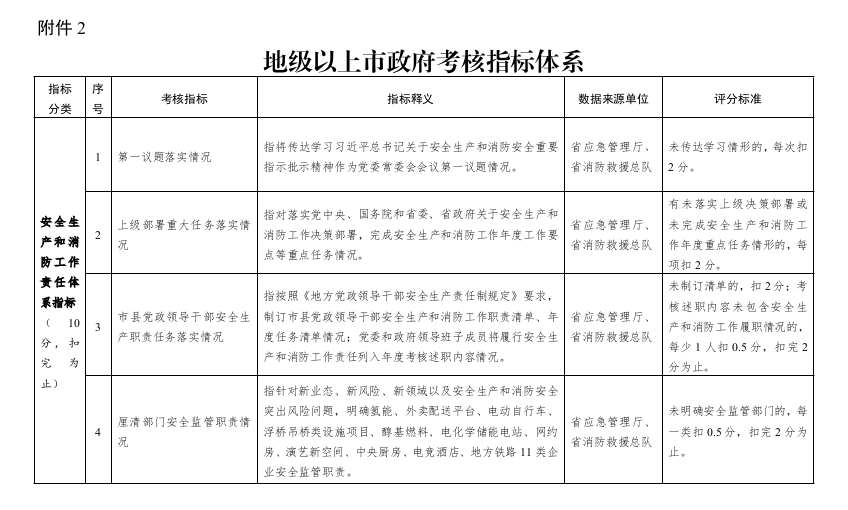 附件 2
地级以上市政府考核指标体系
指标
分类
序
号
考核指标
指标释义
数据来源单位
评分标准
安全生
产和消
防工作
责任体
系指标
（ 10
分，扣
完 为
止）
1
第一议题落实情况
指将传达学习习近平总书记关于安全生产和消防安全重要
指示批示精神作为党委常委会会议第一议题情况。
省应急管理厅、
省消防救援总队
未传达学习情形的，每次扣
2 分。
2
上级部署重大任务落实情
况
指对落实党中央、国务院和省委、省政府关于安全生产和
消防工作决策部署，完成安全生产和消防工作年度工作要
点等重点任务情况。
省应急管理厅、
省消防救援总队
有未落实上级决策部署或
未完成安全生产和消防工
作年度重点任务情形的，每
项扣 2 分。
3
市县党政领导干部安全生
产职责任务落实情况
指按照《地方党政领导干部安全生产责任制规定》要求，
制订市县党政领导干部安全生产和消防工作职责清单、年
度任务清单情况；党委和政府领导班子成员将履行安全生
产和消防工作责任列入年度考核述职内容情况。
省应急管理厅、
省消防救援总队
未制订清单的，扣 2 分；考
核述职内容未包含安全生
产和消防工作履职情况的，
每少 1 人扣 0.5 分，扣完 2
分为止。
4
厘清部门安全监管职责情
况
指针对新业态、新风险、新领域以及安全生产和消防安全
突出风险问题，明确氢能、外卖配送平台、电动自行车、
浮桥吊桥类设施项目、醇基燃料、电化学储能电站、网约
房、演艺新空间、中央厨房、电竞酒店、地方铁路 11 类企
业安全监管职责。
省应急管理厅、
省消防救援总队
未明确安全监管部门的，每
一类扣 0.5 分，扣完 2 分为
止。